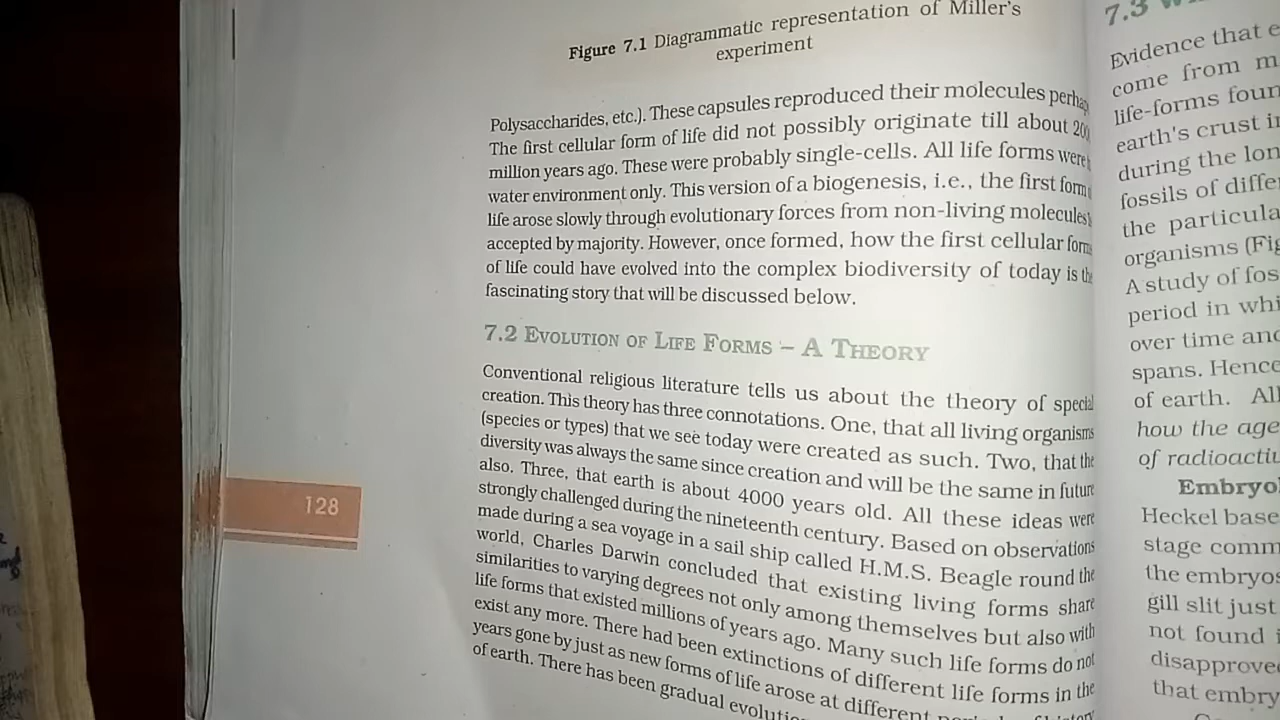 Figure 7.1 Diagrammatic representation of Miller's
experiment
Polysaccharides, etc.). These capsules reproduced their molecules
The first cellular form of life did not possibly originate till about
million years ago. These were probably single-cells. All life forms were
water environment only. This version of a biogenesis, i.e., the first form
life arose slowly through evolutionary forces from non-living molecules
accepted by majority. However, once formed, how the first cellular
of life could have evolved into the complex biodiversity of today is the
fascinating story that will be discussed below.
7.2 EVOLUTION OF LIFE FORMS – A THEORY
Conventional religious literature tells us about the theory of special
creation. This theory has three connotations. One, that all living organisms
(species or types) that we see today were created as such. Two, that the
diversity was always the same since creation and will be the same in future
also. Three, that earth is about 4000 years old. All these ideas were
strongly challenged during the nineteenth century. Based on observations
made during a sea voyage in a sail ship called H.M.S. Beagle round the
world, Charles Darwin concluded that existing living forms share
similarities to varying degrees not only among themselves but also with
life forms that existed millions of years ago. Many such life forms do not
exist any more. There had been extinctions of different life forms in the
years gone by just as new forms of life arose at different
of earth. There has been gradual
128
7.3
Evidence that
come from
life-forms
earth's crust
during the
fossils of
the
organisms
A study of
period in
over time
spans. Hence
of earth. All
how the age
of
Heckel
stage
the
gill slit just
not found
that